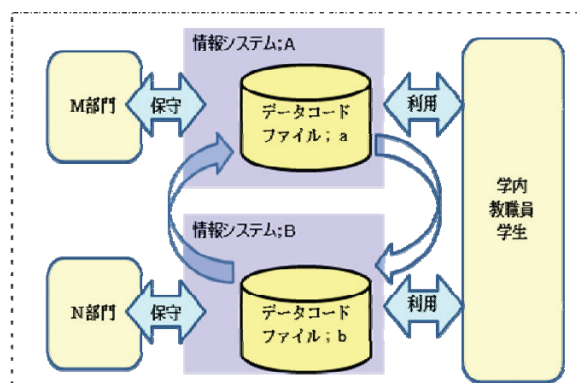 情報システム;A
M部門
保守
データコード
ファイル; a
利用
学内
教職員
学生
情報システム;B
N部門
保守
データコード
ファイル; b
利用